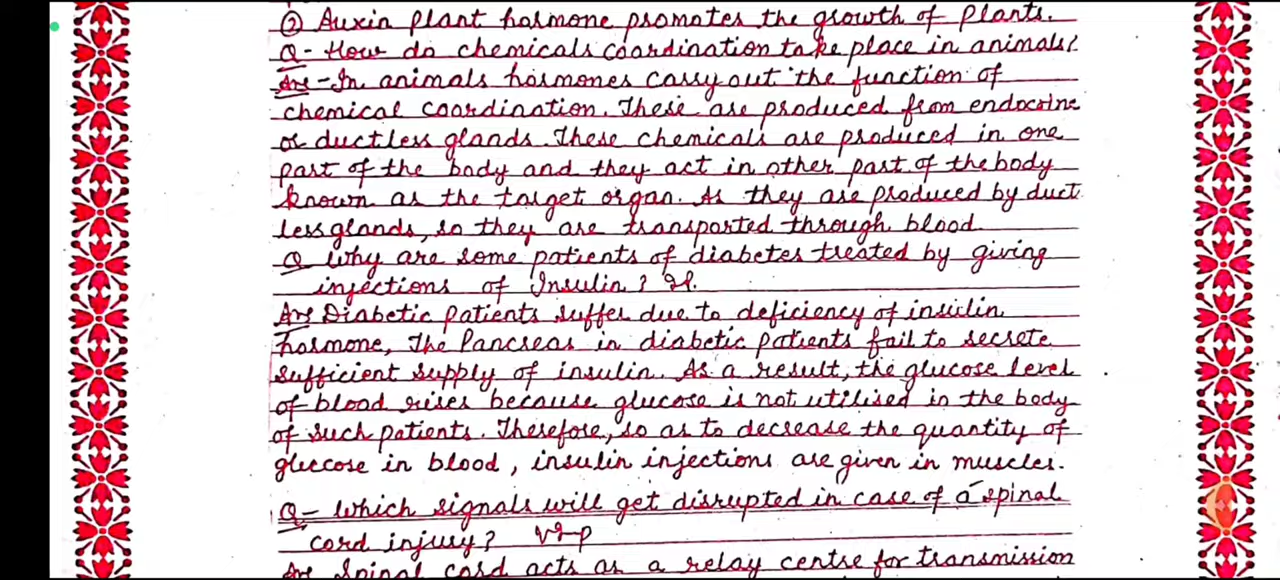 ② Auxin plant hormone promotes the growth of Plants.
Q- How do chemicals coordination take place in animals?
Ans - In animals hormones carry out the function of
chemical coordination. These are produced from endocrine
or ductless glands. These chemicals are produced in one
part of the body and they act in other part of the body
known as the target organ. As they are produced by duct
less glands, so they are transported through blood.
Q Why are some patients of diabetes treated by giving
injections of Insulin?
Ans Diabetic patients suffer due to deficiency of insulin
hormone, The Pancreas in diabetic patients fail to secrete
sufficient supply of insulin. As a result, the glucose level
of blood rises because glucose is not utilised in the body
of such patients. Therefore, so as to decrease the quantity of
gluccose in blood, insulin injections are given in muscles.
Q- Which signals will get disrupted in case of a spinal
cord injury? VIP
Ans Spinal cord acts as a relay centre for transmission